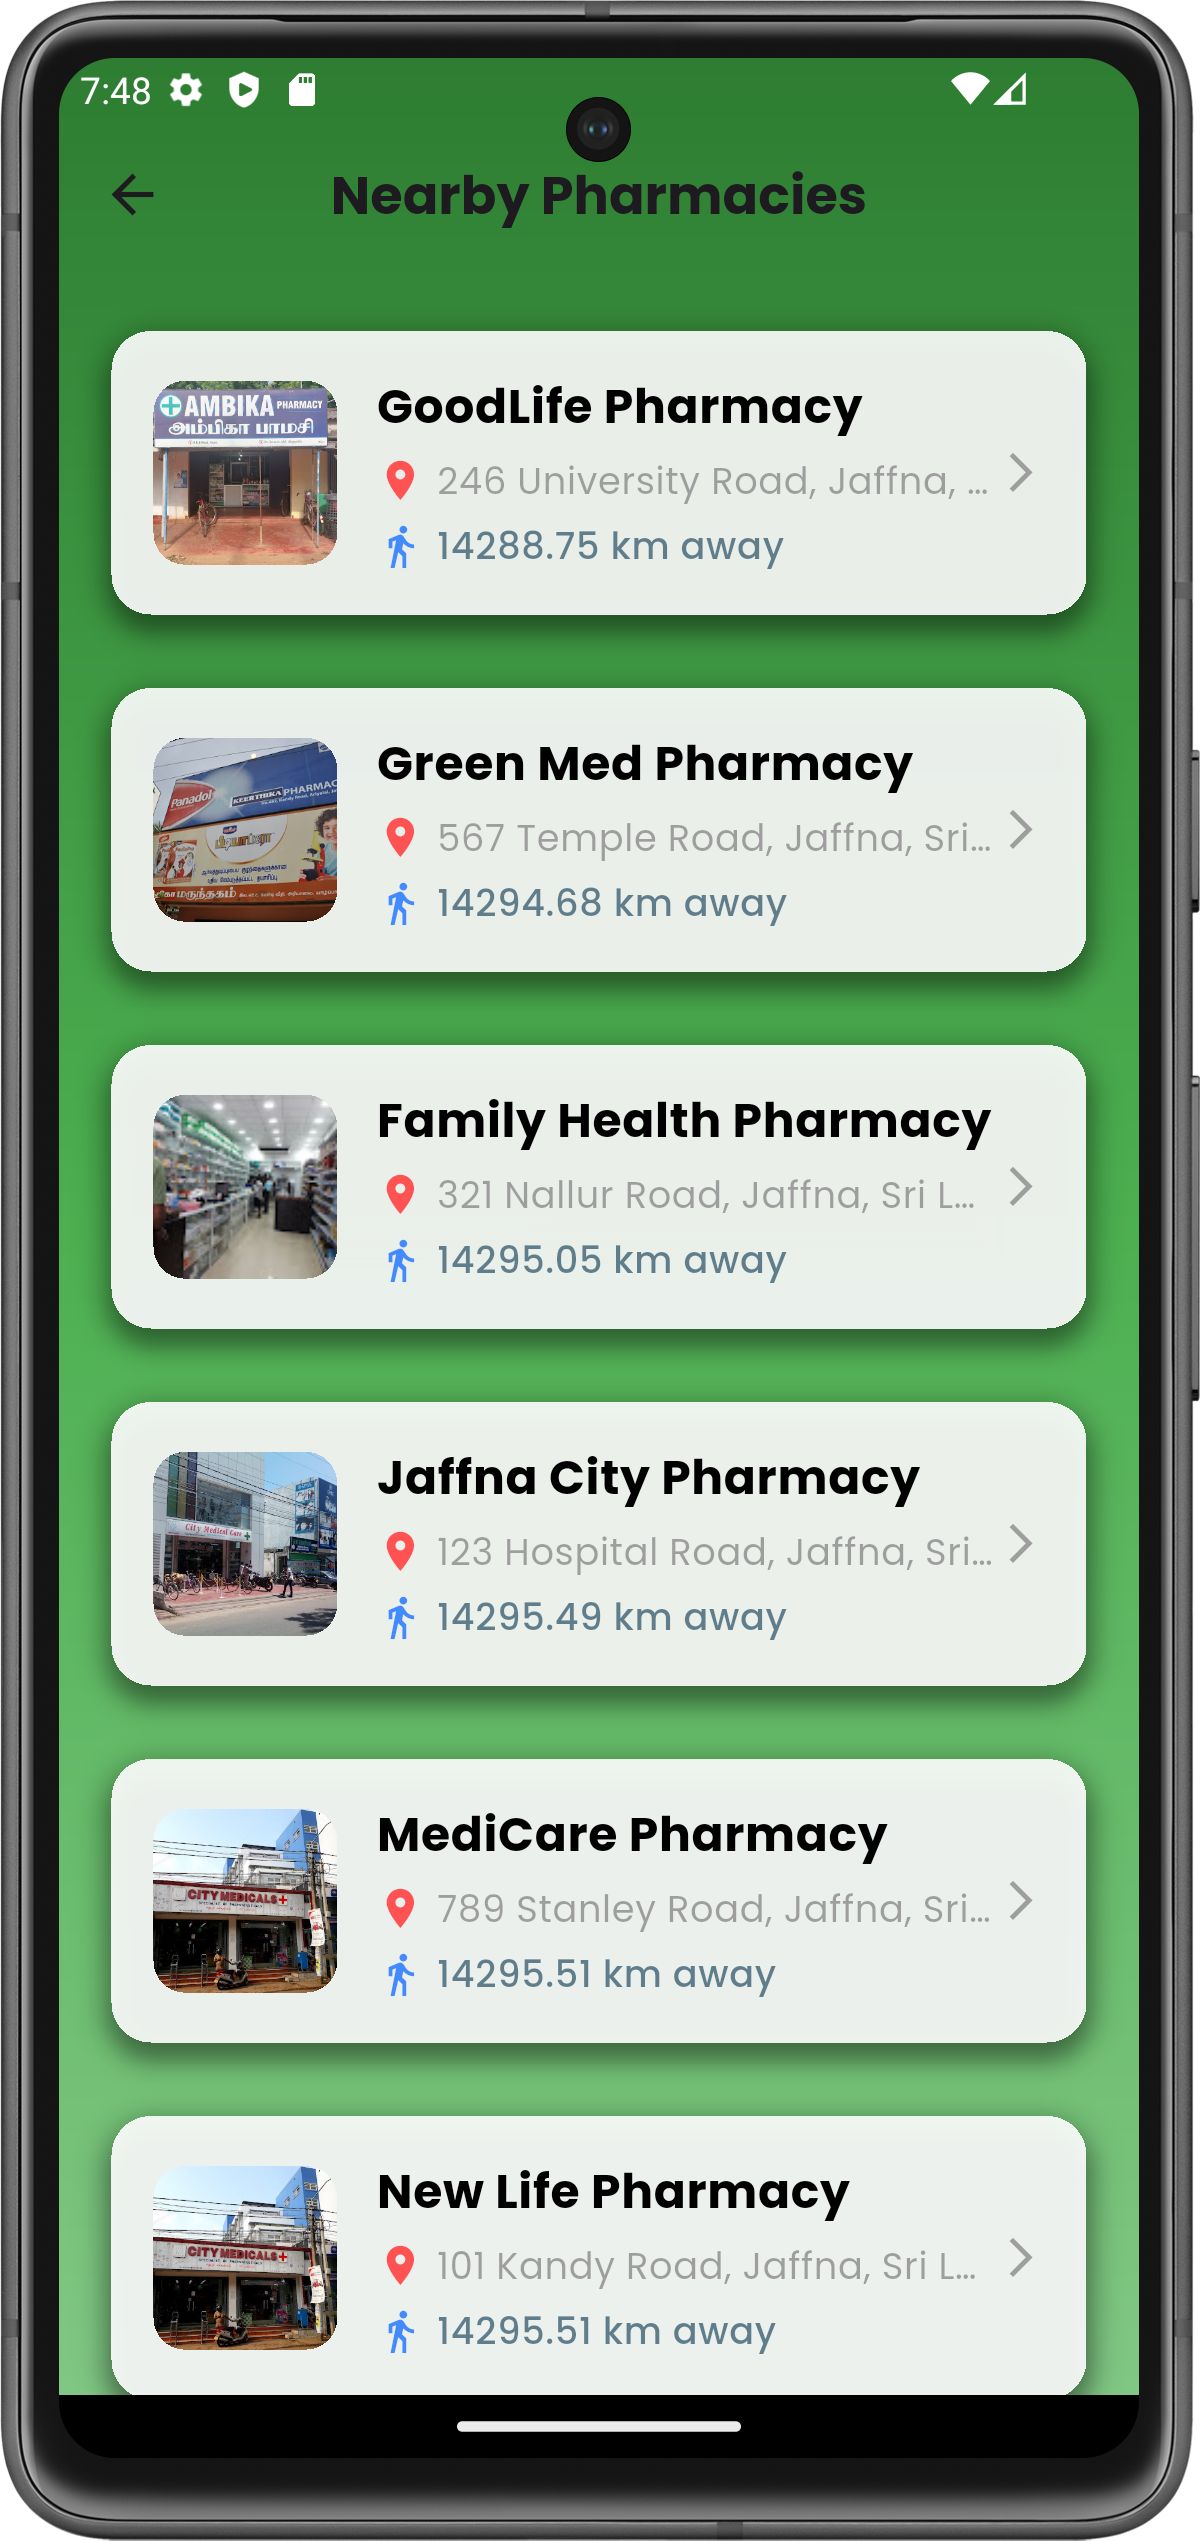 7:48
Nearby Pharmacies
AMBIKA PHARMACY
அம்பிகா பாமசி
GoodLife Pharmacy
246 University Road, Jaffna, ...
14288.75 km away
Panadol
KEERTHIKA PHARMAC
Green Med Pharmacy
567 Temple Road, Jaffna, Sri...
14294.68 km away
Family Health Pharmacy
321 Nallur Road, Jaffna, Sri L...
14295.05 km away
City Medical Care
Jaffna City Pharmacy
123 Hospital Road, Jaffna, Sri...
14295.49 km away
CITY MEDICALS
MediCare Pharmacy
789 Stanley Road, Jaffna, Sri...
14295.51 km away
CITY MEDICALS
New Life Pharmacy
101 Kandy Road, Jaffna, Sri L...
14295.51 km away